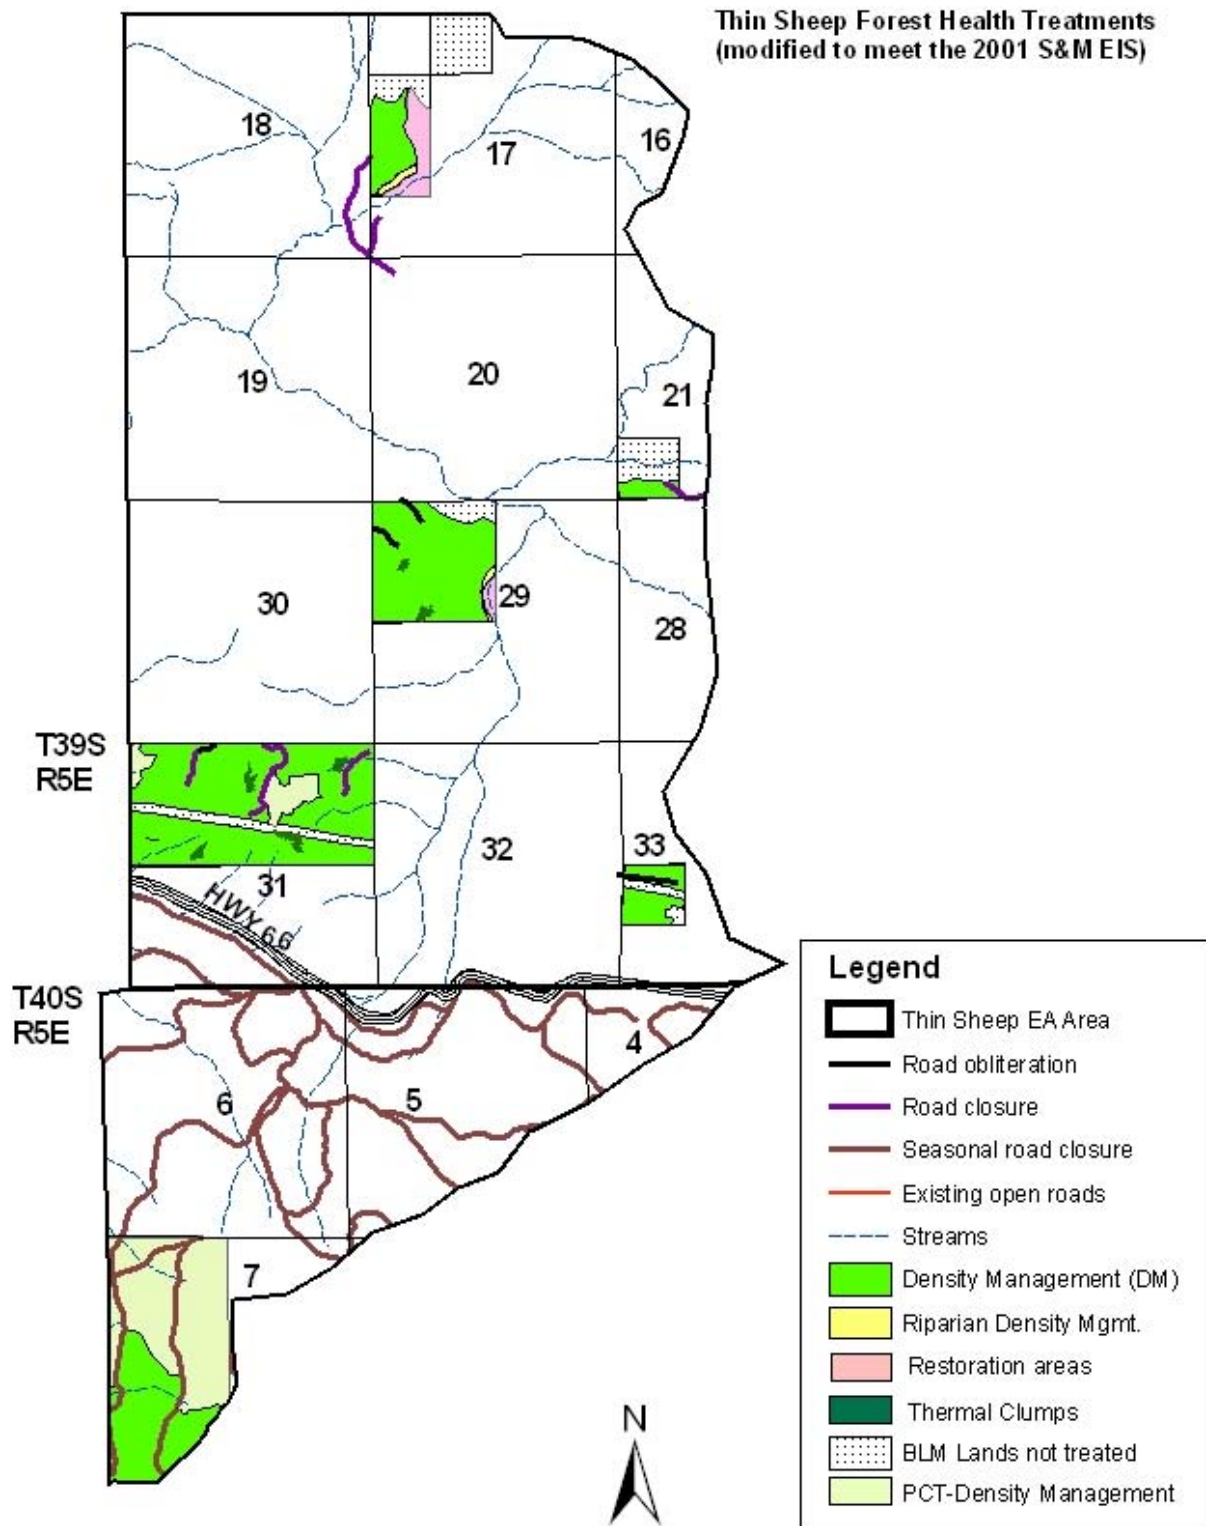 Thin Sheep Forest Health Treatments
(modified to meet the 2001 S&M EIS)
18
17
16
19
20
21
30
29
28
T39S
R5E
32
33
31
HWY 66
T40S
R5E
4
6
5
7
N
Legend
Thin Sheep EA Area
Road obliteration
Road closure
Seasonal road closure
Existing open roads
Streams
Density Management (DM)
Riparian Density Mgmt.
Restoration areas
Thermal Clumps
BLM Lands not treated
PCT-Density Management